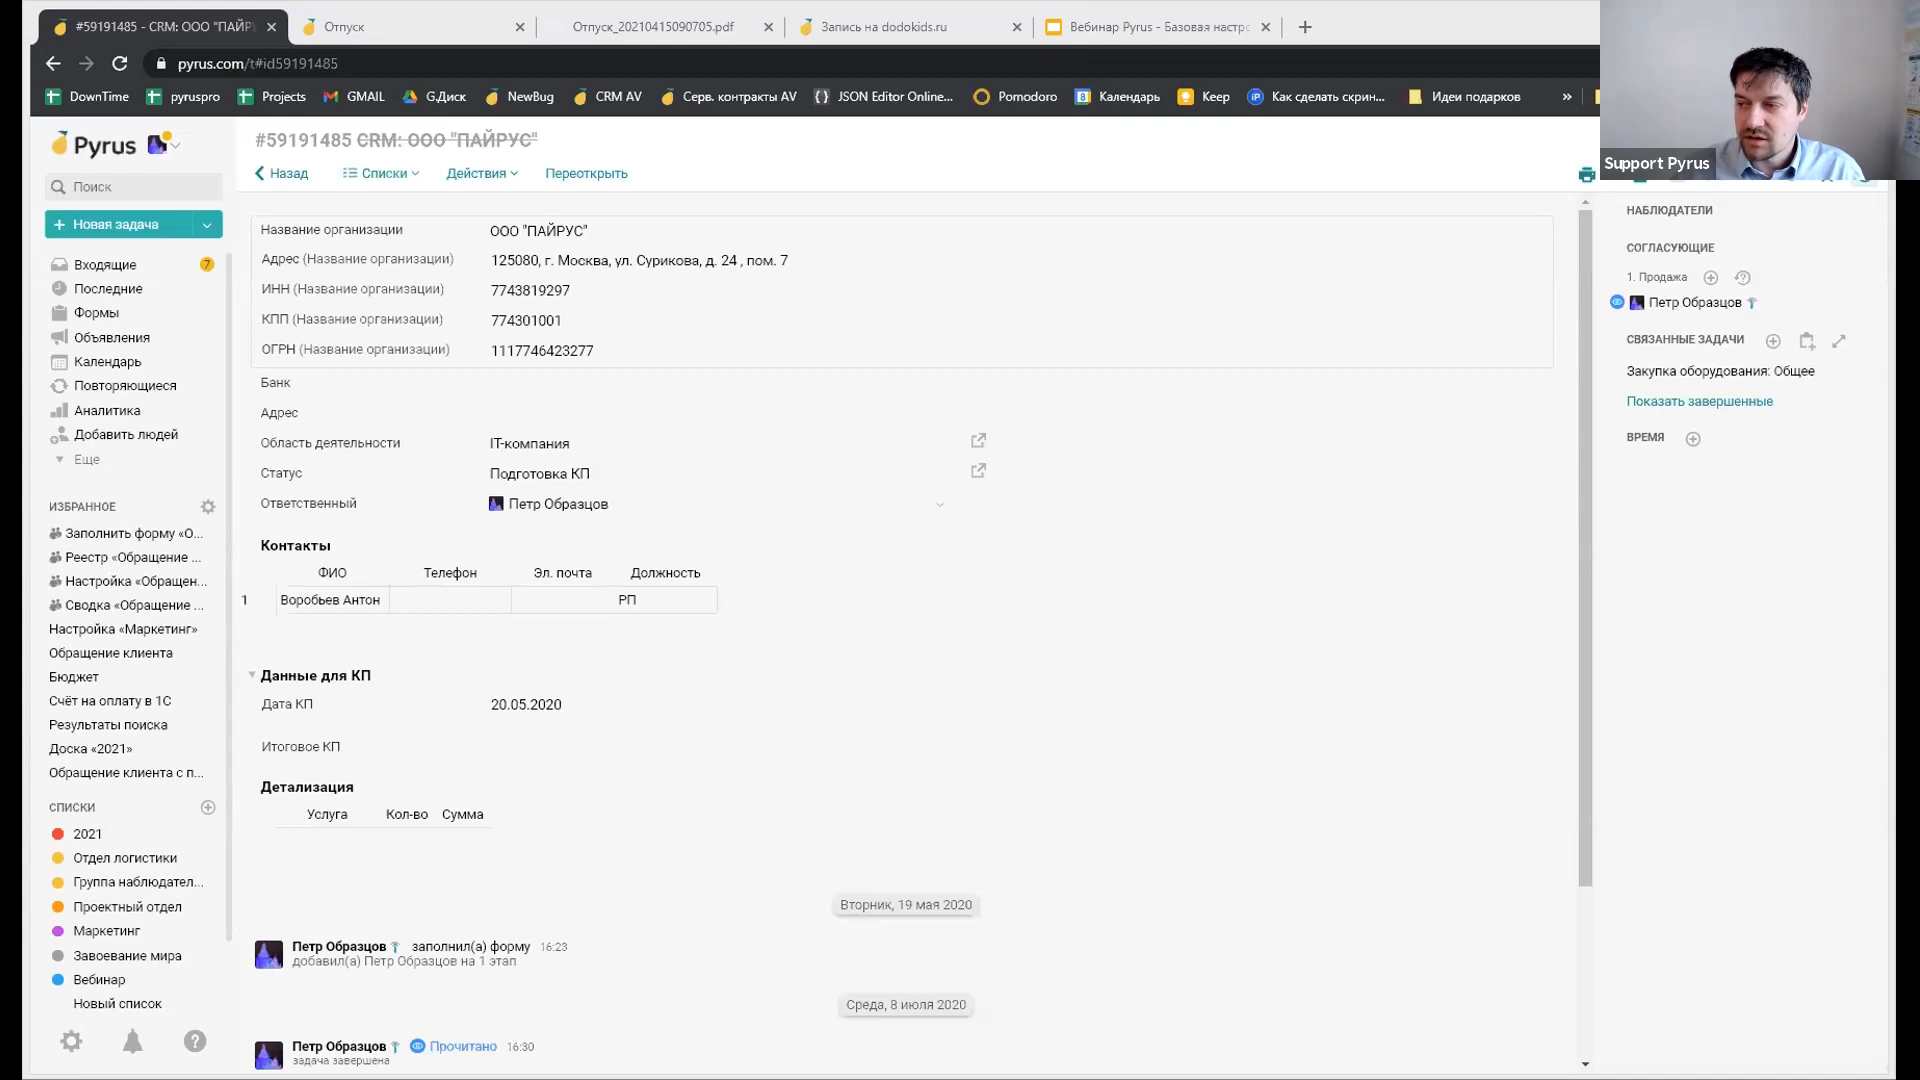 #59191485 - CRM: ООО "ПАЙР
Отпуск
Отпуск_20210415090705.pdf
Запись на dodokids.ru
Вебинар Pyrus - Базовая настро
pyrus.com/t#id59191485
DownTime
pyruspro
Projects
GMAIL
G.Диск
NewBug
CRM AV
Серв. контракты AV
JSON Editor Online...
Pomodoro
Календарь
Keep
Как сделать скрин...
Идеи подарков
»
Support Pyrus
Pyrus
Поиск
+ Новая задача
Входящие 7
Последние
Формы
Объявления
Календарь
Повторяющиеся
Аналитика
Добавить людей
Еще
ИЗБРАННОЕ
Заполнить форму «О...
Реестр «Обращение ...
Настройка «Обращен...
Сводка «Обращение ...
Настройка «Маркетинг»
Обращение клиента
Бюджет
Счёт на оплату в 1С
Результаты поиска
Доска «2021»
Обращение клиента с п...
СПИСКИ
2021
Отдел логистики
Группа наблюдател...
Проектный отдел
Маркетинг
Завоевание мира
Вебинар
Новый список
#59191485 CRM: ООО "ПАЙРУС"
Назад
Списки
Действия
Переоткрыть
Название организации ООО "ПАЙРУС"
Адрес (Название организации) 125080, г. Москва, ул. Сурикова, д. 24 , пом. 7
ИНН (Название организации) 7743819297
КПП (Название организации) 774301001
ОГРН (Название организации) 1117746423277
Банк
Адрес
Область деятельности IT-компания
Статус Подготовка КП
Ответственный Петр Образцов
Контакты
ФИО Телефон Эл. почта Должность
1 Воробьев Антон РП
Данные для КП
Дата КП 20.05.2020
Итоговое КП
Детализация
Услуга Кол-во Сумма
Вторник, 19 мая 2020
Петр Образцов заполнил(а) форму 16:23
добавил(а) Петр Образцов на 1 этап
Среда, 8 июля 2020
Петр Образцов Прочитано 16:30
задача завершена
НАБЛЮДАТЕЛИ
СОГЛАСУЮЩИЕ
1. Продажа
Петр Образцов
СВЯЗАННЫЕ ЗАДАЧИ
Закупка оборудования: Общее
Показать завершенные
ВРЕМЯ